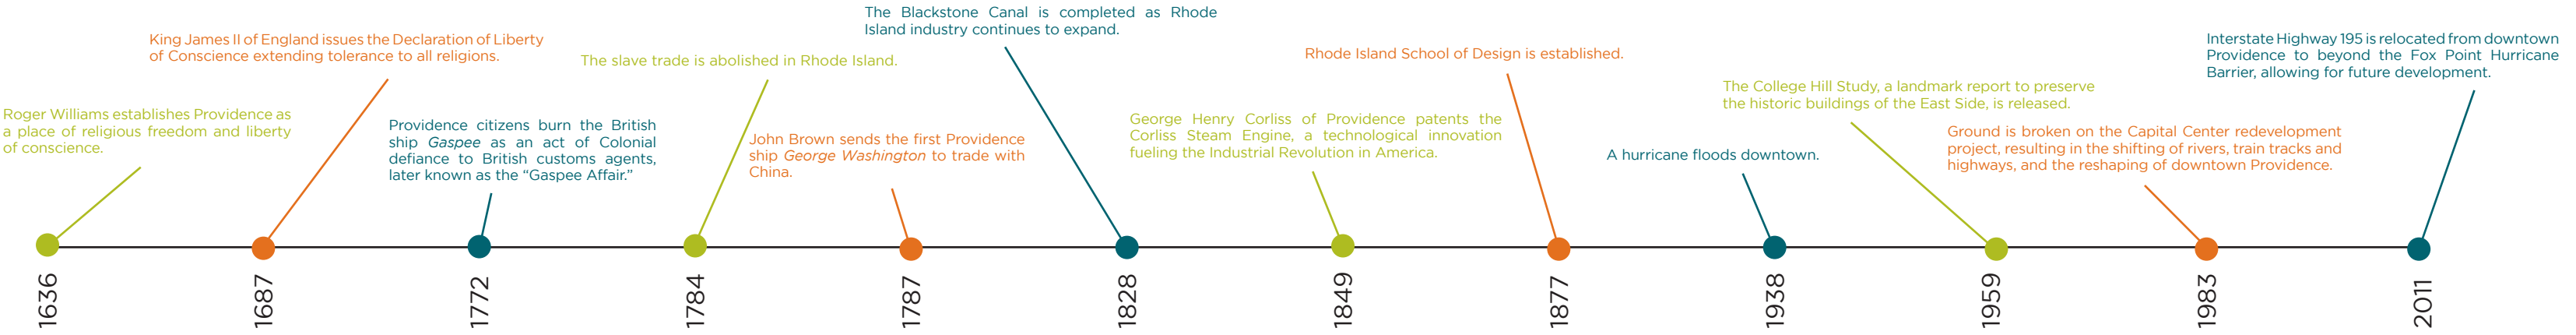 Roger Williams establishes Providence as
a place of religious freedom and liberty
of conscience.
King James II of England issues the Declaration of Liberty
of Conscience extending tolerance to all religions.
Providence citizens burn the British
ship Gaspee as an act of Colonial
defiance to British customs agents,
later known as the “Gaspee Affair.”
The slave trade is abolished in Rhode Island.
John Brown sends the first Providence
ship George Washington to trade with
China.
The Blackstone Canal is completed as Rhode
Island industry continues to expand.
George Henry Corliss of Providence patents the
Corliss Steam Engine, a technological innovation
fueling the Industrial Revolution in America.
Rhode Island School of Design is established.
A hurricane floods downtown.
The College Hill Study, a landmark report to preserve
the historic buildings of the East Side, is released.
Ground is broken on the Capital Center redevelopment
project, resulting in the shifting of rivers, train tracks and
highways, and the reshaping of downtown Providence.
Interstate Highway 195 is relocated from downtown
Providence to beyond the Fox Point Hurricane
Barrier, allowing for future development.
1636
1687
1772
1784
1787
1828
1849
1877
1938
1959
1983
2011